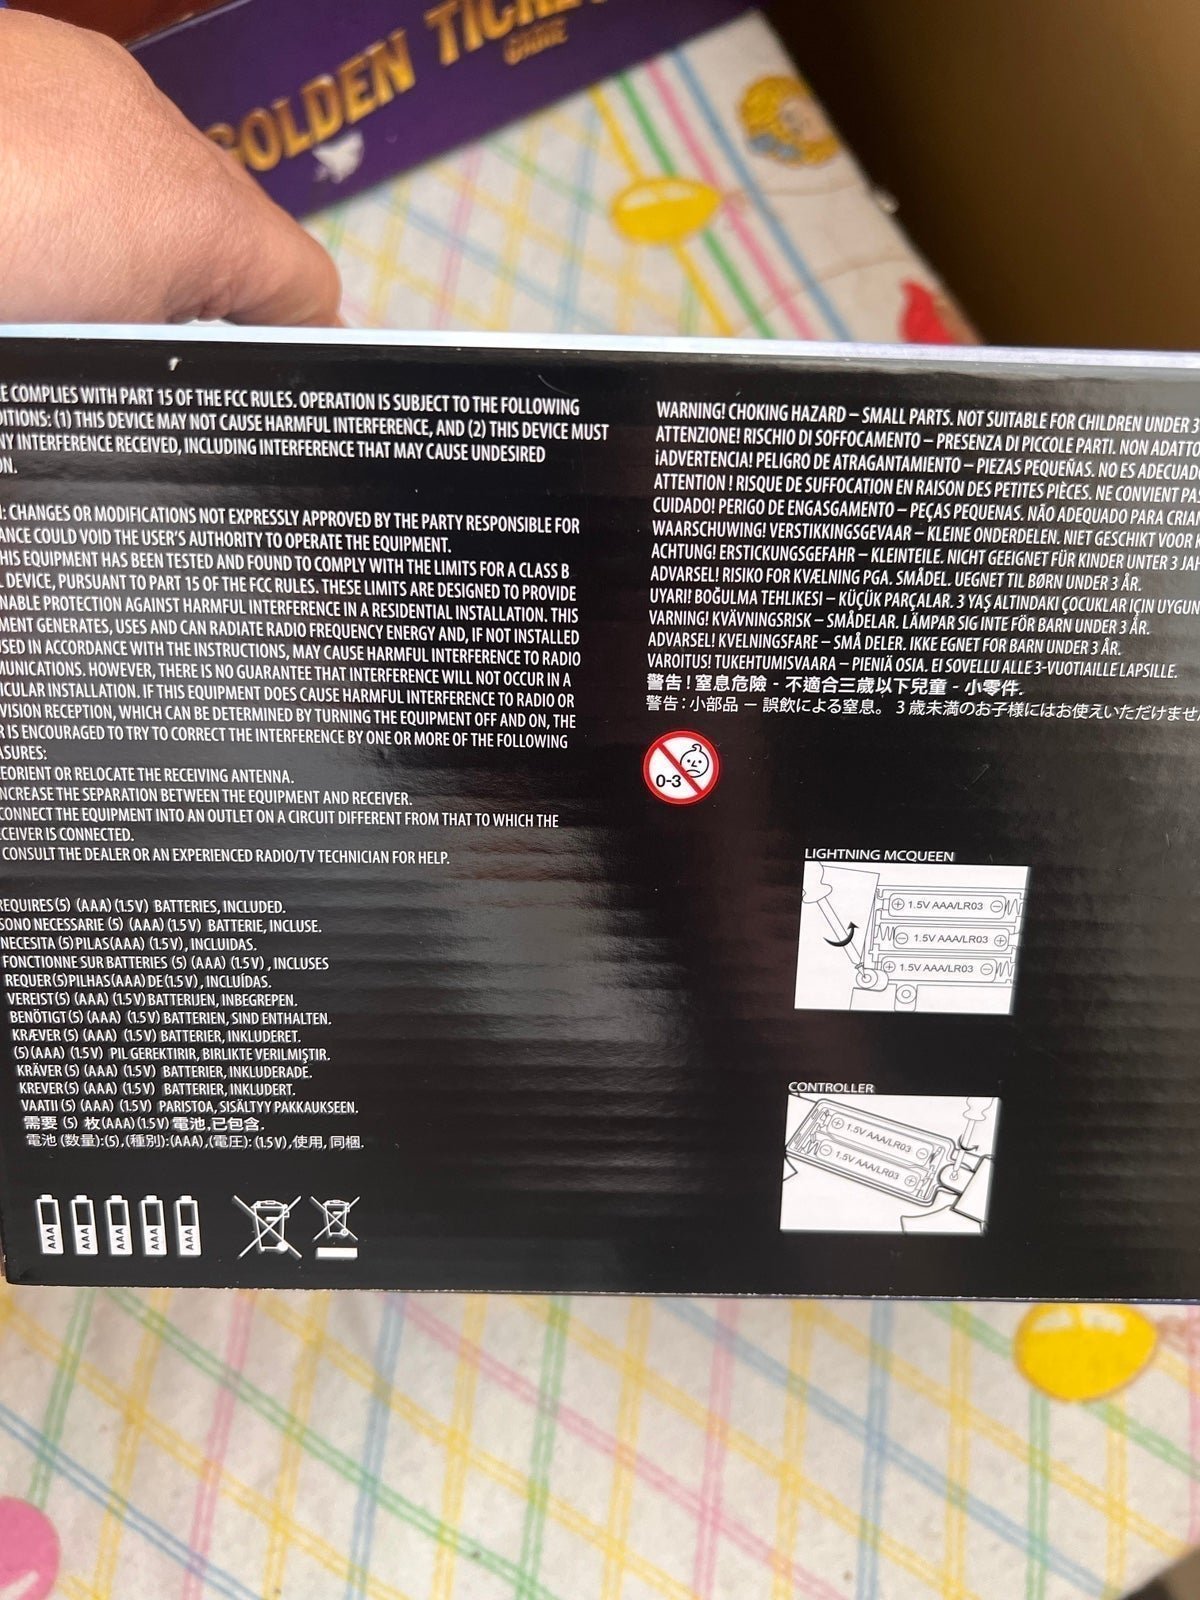 GOLDEN TICKET
GAME
COMPLIES WITH PART 15 OF THE FCC RULES. OPERATION IS SUBJECT TO THE FOLLOWING
(1) THIS DEVICE MAY NOT CAUSE HARMFUL INTERFERENCE, AND (2) THIS DEVICE MUST
INTERFERENCE RECEIVED, INCLUDING INTERFERENCE THAT MAY CAUSE UNDESIRED
CHANGES OR MODIFICATIONS NOT EXPRESSLY APPROVED BY THE PARTY RESPONSIBLE FOR
COULD VOID THE USER'S AUTHORITY TO OPERATE THE EQUIPMENT.
THIS EQUIPMENT HAS BEEN TESTED AND FOUND TO COMPLY WITH THE LIMITS FOR A CLASS B
DEVICE, PURSUANT TO PART 15 OF THE FCC RULES. THESE LIMITS ARE DESIGNED TO PROVIDE
PROTECTION AGAINST HARMFUL INTERFERENCE IN A RESIDENTIAL INSTALLATION. THIS
GENERATES, USES AND CAN RADIATE RADIO FREQUENCY ENERGY AND, IF NOT INSTALLED
USED IN ACCORDANCE WITH THE INSTRUCTIONS, MAY CAUSE HARMFUL INTERFERENCE TO RADIO
HOWEVER, THERE IS NO GUARANTEE THAT INTERFERENCE WILL NOT OCCUR IN A
INSTALLATION. IF THIS EQUIPMENT DOES CAUSE HARMFUL INTERFERENCE TO RADIO OR
RECEPTION, WHICH CAN BE DETERMINED BY TURNING THE EQUIPMENT OFF AND ON, THE
IS ENCOURAGED TO TRY TO CORRECT THE INTERFERENCE BY ONE OR MORE OF THE FOLLOWING
REORIENT OR RELOCATE THE RECEIVING ANTENNA.
INCREASE THE SEPARATION BETWEEN THE EQUIPMENT AND RECEIVER.
CONNECT THE EQUIPMENT INTO AN OUTLET ON A CIRCUIT DIFFERENT FROM THAT TO WHICH THE
RECEIVER IS CONNECTED.
CONSULT THE DEALER OR AN EXPERIENCED RADIO/TV TECHNICIAN FOR HELP.
REQUIRES (5) (AAA) (1.5V) BATTERIES, INCLUDED.
SONO NECESSARIE (5) (AAA) (1.5V) BATTERIE, INCLUSE.
NECESITA (5) PILAS (AAA) (1.5V), INCLUIDAS.
FONCTIONNE SUR BATTERIES (5) (AAA) (1.5V), INCLUSES
REQUER (5) PILHAS (AAA) DE (1.5V), INCLUÍDAS.
VEREIST (5) (AAA) (1.5V) BATTERIJEN, INBEGREPEN.
BENÖTIGT (5) (AAA) (1.5V) BATTERIEN, SIND ENTHALTEN.
KRÆVER (5) (AAA) (1.5V) BATTERIER, INKLUDERET.
(5) (AAA) (1.5V) PIL GEREKTIRIR, BIRLIKTE VERILMIŞTIR.
KRÄVER (5) (AAA) (1.5V) BATTERIER, INKLUDERADE.
KREVER (5) (AAA) (1.5V) BATTERIER, INKLUDERT.
VAATII (5) (AAA) (1.5V) PARISTOA, SISÄLTYY PAKKAUKSEEN.
需要 (5) 枚(AAA)(1.5V) 電池,已包含.
電池 (数量):(5),(種別):(AAA),(電圧): (1.5V),使用, 同梱.
AAA AAA AAA AAA AAA
WARNING! CHOKING HAZARD – SMALL PARTS. NOT SUITABLE FOR CHILDREN UNDER 3
ATTENZIONE! RISCHIO DI SOFFOCAMENTO – PRESENZA DI PICCOLE PARTI. NON ADATTO
¡ADVERTENCIA! PELIGRO DE ATRAGANTAMIENTO – PIEZAS PEQUEÑAS. NO ES
ATTENTION ! RISQUE DE SUFFOCATION EN RAISON DES PETITES PIÈCES. NE CONVIENT
CUIDADO! PERIGO DE ENGASGAMENTO – PEÇAS PEQUENAS. NÃO ADEQUADO PARA
WAARSCHUWING! VERSTIKKINGSGEVAAR – KLEINE ONDERDELEN. NIET GESCHIKT VOOR
ACHTUNG! ERSTICKUNGSGEFAHR – KLEINTEILE. NICHT GEEIGNET FÜR KINDER UNTER 3
ADVARSEL! RISIKO FOR KVÆLNING PGA. SMÅDEL. UEGNET TIL BØRN UNDER 3 ÅR.
UYARI! BOĞULMA TEHLIKESI – KÜÇÜK PARÇALAR. 3 YAŞ ALTINDAKI ÇOCUKLAR IÇIN
VARNING! KVÄVNINGSRISK – SMÅDELAR. LÄMPAR SIG INTE FÖR BARN UNDER 3 ÅR.
ADVARSEL! KVELNINGSFARE – SMÅ DELER. IKKE EGNET FOR BARN UNDER 3 ÅR.
VAROITUS! TUKEHTUMISVAARA – PIENIÄ OSIA. EI SOVELLU ALLE 3-VUOTIAILLE LAPSILLE.
警告！窒息危險 - 不適合三歲以下兒童 - 小零件.
警告：小部品 — 誤飲による窒息。 3 歳未満のお子様にはお使えいただけませ
0-3
LIGHTNING MCQUEEN
1.5V AAA/LR03
1.5V AAA/LR03
1.5V AAA/LR03
CONTROLLER
1.5V AAA/LR03
1.5V AAA/LR03